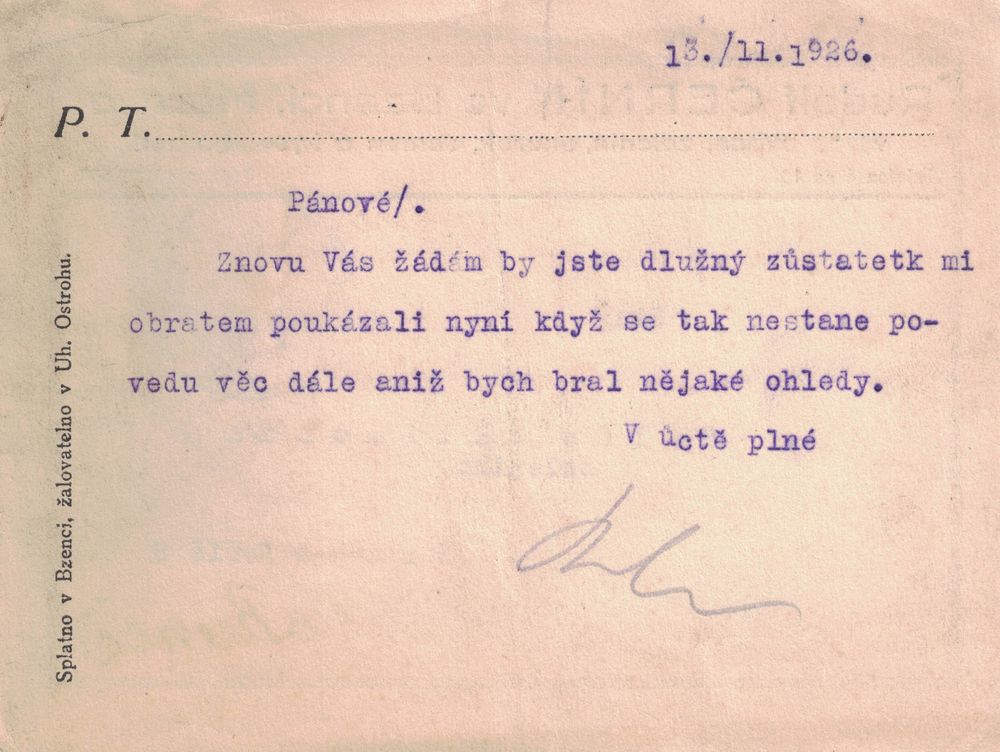 13./11.1926.
P. T.
Pánové/.
Znovu Vás žádám by jste dlužný zůstatetk mi
obratem poukázali nyní když se tak nestane po-
vedu věc dále aniž bych bral nějaké ohledy.
V ůctě plné
Splatno v Bzenci, žalovatelno v Uh. Ostrohu.